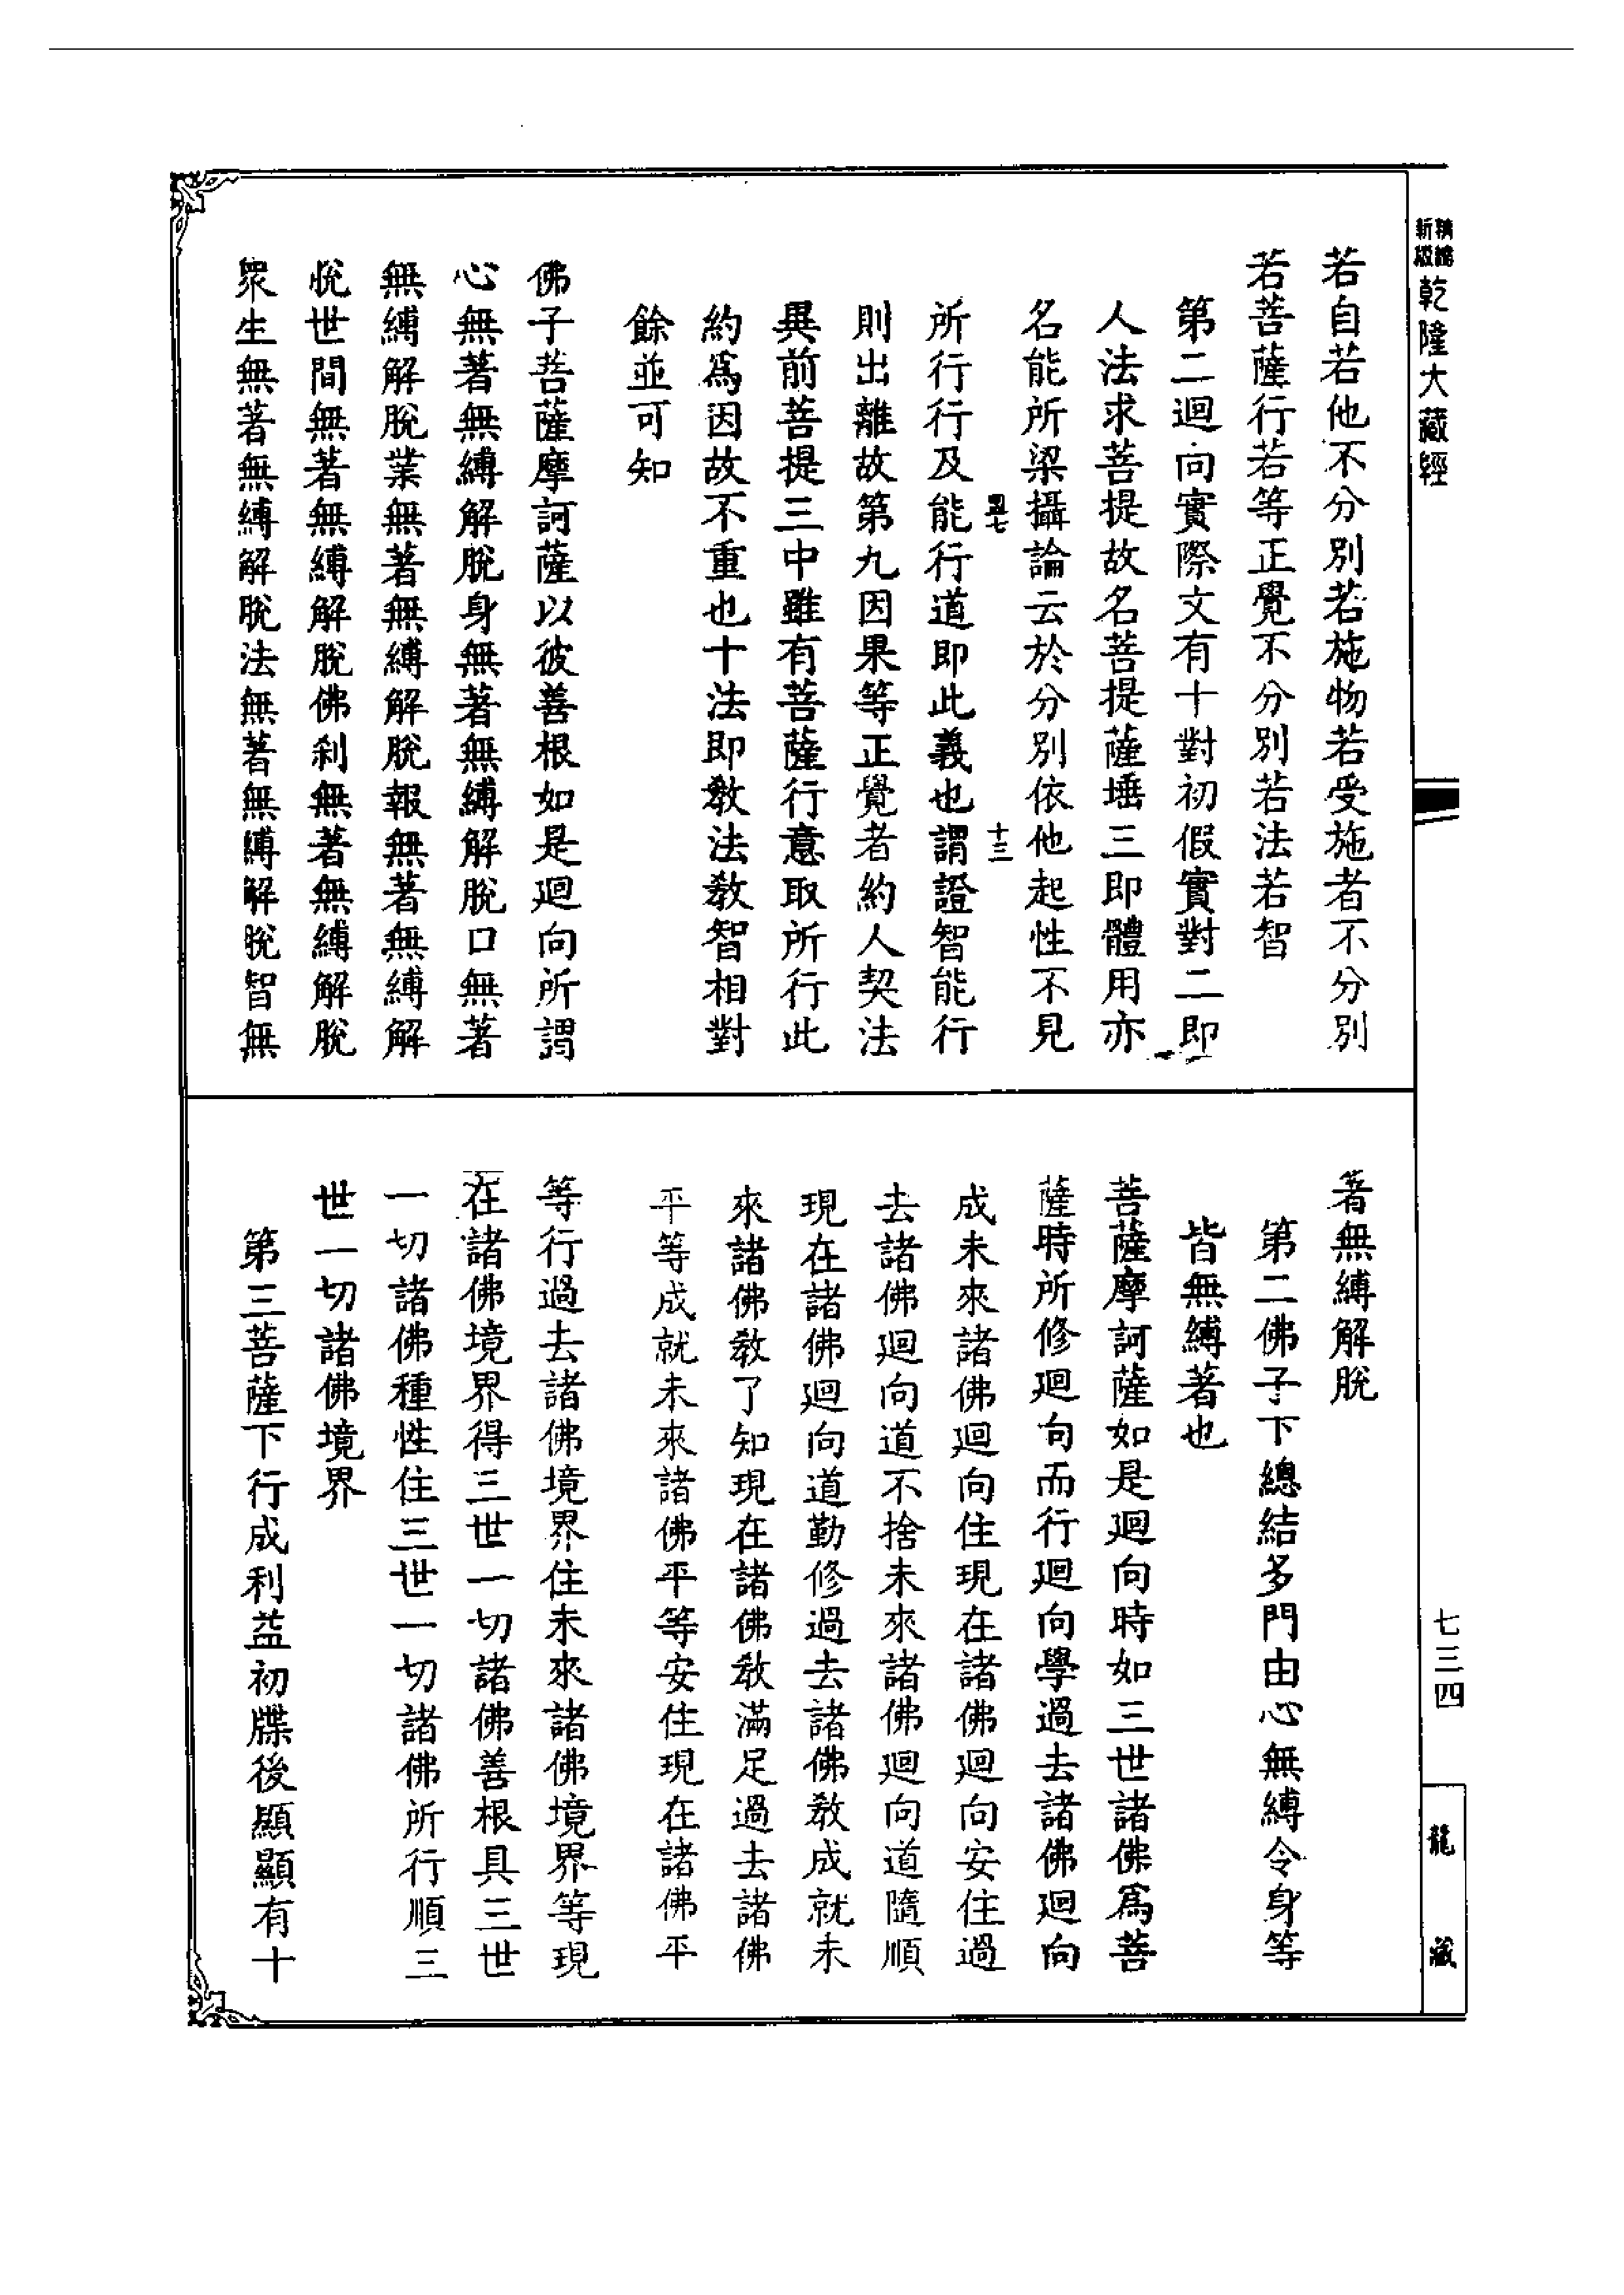 乾隆大藏經
若自若他不分別若施物若受施者不分別
若菩薩行若等正覺不分別若法若智
第二迴向實際文有十對初假實對二即
人法求菩提故名菩提薩埵三即體用亦
名能所梁攝論云於分別依他起性不見
十三
所行行及能行道即此義也謂證智能行
則出離故第九因果等正覺者約人契法
異前菩提三中雖有菩薩行意取所行此
約為因故不重也十法即教法教智相對
餘並可知
佛子菩薩摩訶薩以彼善根如是迴向所謂
心無著無縛解脫身無著無縛解脫口無著
無縛解脫業無著無縛解脫報無著無縛解
脫世間無著無縛解脫佛剎無著無縛解脫
眾生無著無縛解脫法無著無縛解脫智無
著無縛解脫
第二佛子下總結多門由心無縛令身等
皆無縛著也
菩薩摩訶薩如是迴向時如三世諸佛為菩
薩時所修迴向而行迴向學過去諸佛迴向
成未來諸佛迴向住現在諸佛迴向安住過
去諸佛迴向道不捨未來諸佛迴向道隨順
現在諸佛迴向道勤修過去諸佛教成就未
來諸佛教了知現在諸佛教滿足過去諸佛
平等成就未來諸佛平等安住現在諸佛平
等行過去諸佛境界住未來諸佛境界等現
在諸佛境界得三世一切諸佛善根具三世
一切諸佛種性住三世一切諸佛所行順三
世一切諸佛境界
第三菩薩下行成利益初牒後顯顯有十
七三四
龍藏